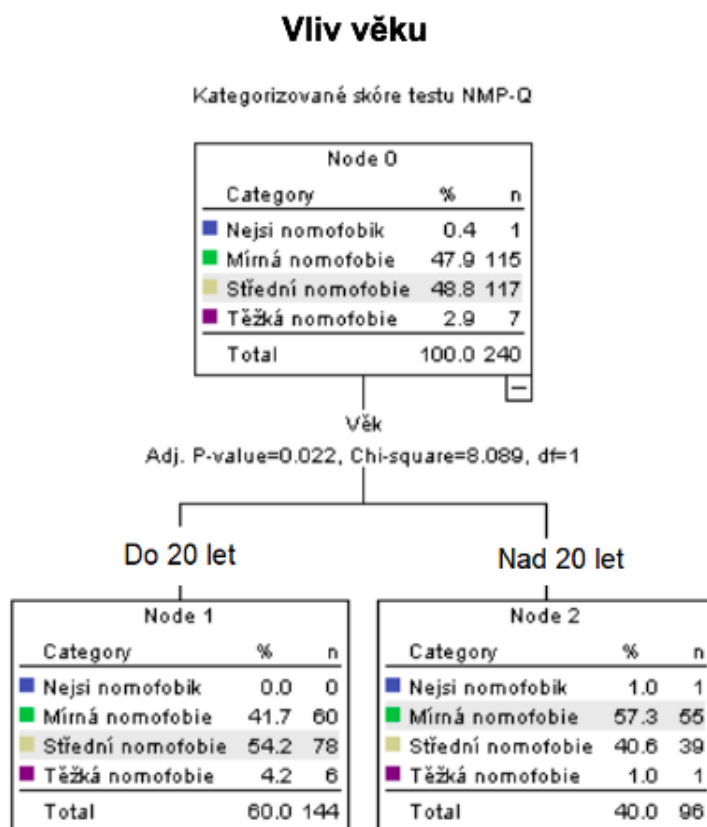 Vliv věku
Kategorizované skóre testu NMP-Q
Node 0
Category % n
Nejsi nomofobik 0.4 1
Mírná nomofobie 47.9 115
Střední nomofobie 48.8 117
Těžká nomofobie 2.9 7
Total 100.0 240
Věk
Adj. P-value=0.022, Chi-square=8.089, df=1
Do 20 let
Nad 20 let
Node 1
Category % n
Nejsi nomofobik 0.0 0
Mírná nomofobie 41.7 60
Střední nomofobie 54.2 78
Těžká nomofobie 4.2 6
Total 60.0 144
Node 2
Category % n
Nejsi nomofobik 1.0 1
Mírná nomofobie 57.3 55
Střední nomofobie 40.6 39
Těžká nomofobie 1.0 1
Total 40.0 96